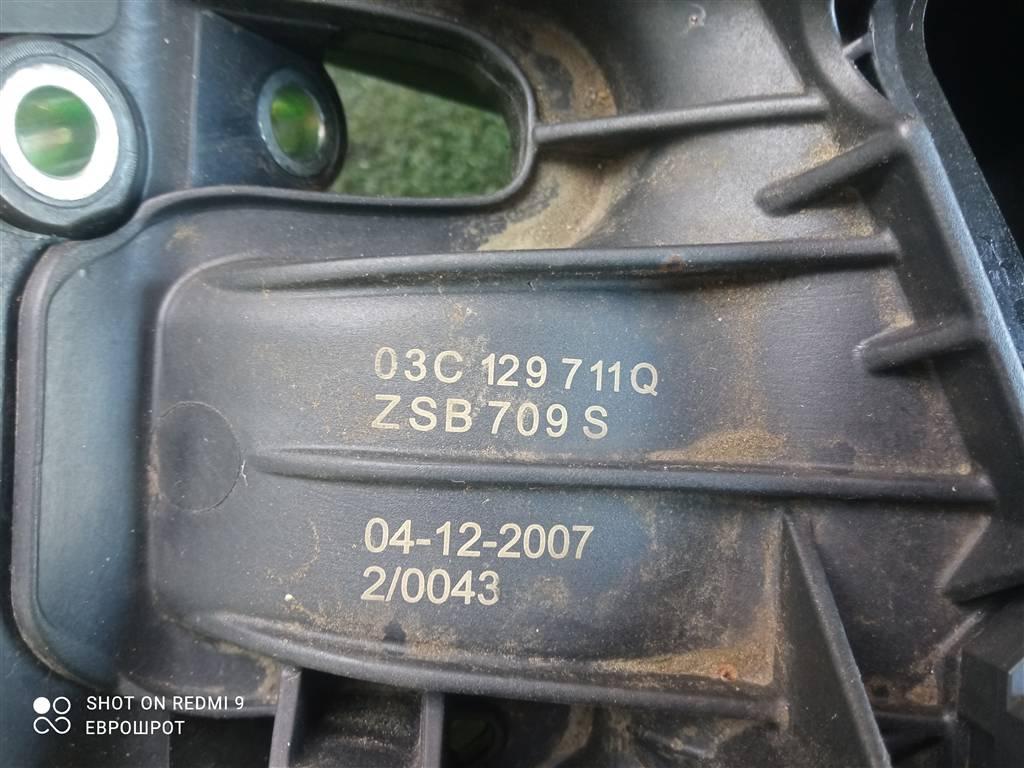 03C 129 711Q
ZSB 709 S
04-12-2007
2/0043
SHOT ON REDMI 9
ЕВРОШРОТ